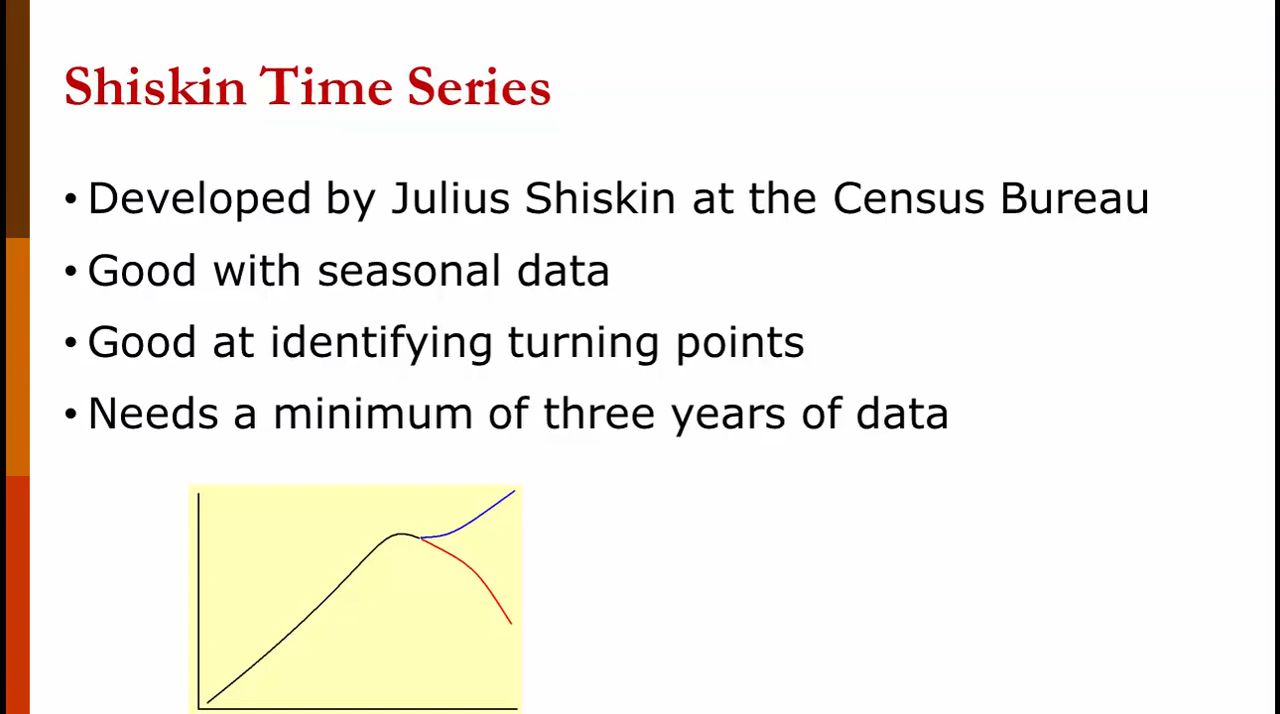 Shiskin Time Series
• Developed by Julius Shiskin at the Census Bureau
• Good with seasonal data
• Good at identifying turning points
• Needs a minimum of three years of data